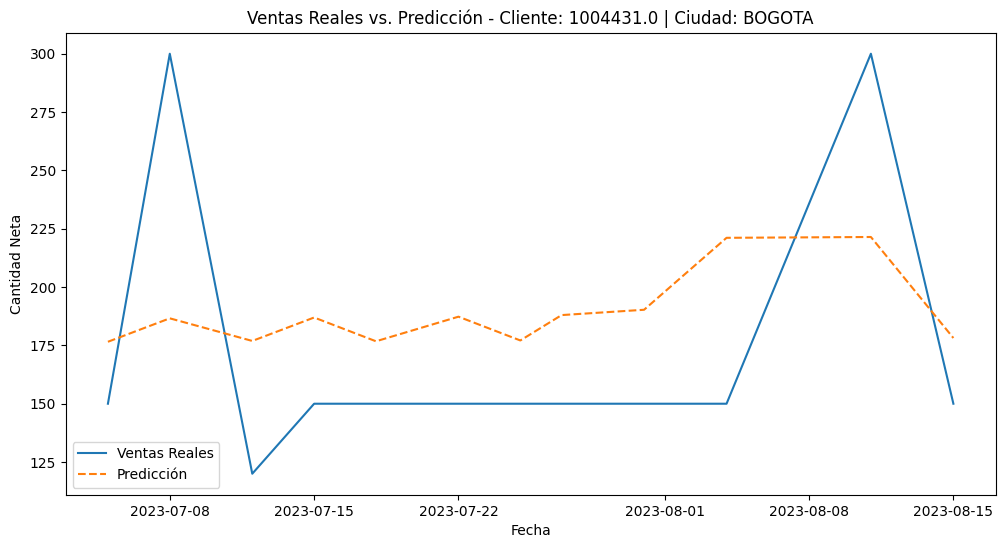 Ventas Reales vs. Predicción - Cliente: 1004431.0 | Ciudad: BOGOTA
Cantidad Neta
300
275
250
225
200
175
150
125
Ventas Reales
Predicción
2023-07-08 2023-07-15 2023-07-22 2023-08-01 2023-08-08 2023-08-15
Fecha